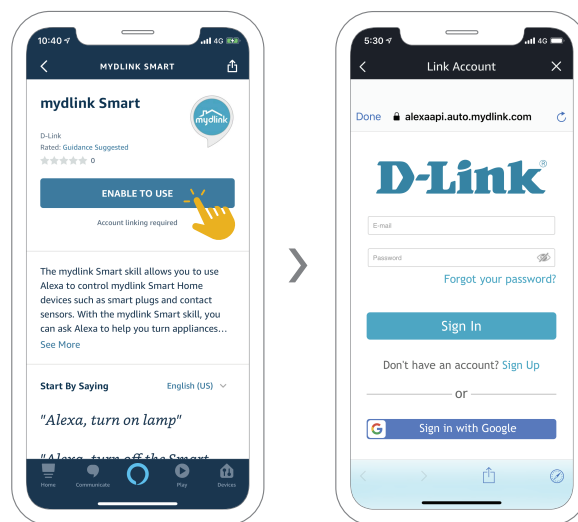 10:40
4G
MYDLINK SMART
mydlink Smart
mydlink
D-Link
Rated: Guidance Suggested
0
ENABLE TO USE
Account linking required
The mydlink Smart skill allows you to use
Alexa to control mydlink Smart Home
devices such as smart plugs and contact
sensors. With the mydlink Smart skill, you
can ask Alexa to help you turn appliances…
See More
Start By Saying
English (US)
"Alexa, turn on lamp"
"Alexa, turn off the Smart
Home
Communicate
Play
Devices
5:30
4G
Link Account
Done
alexaapi.auto.mydlink.com
D-Link®
E-mail
Password
Forgot your password?
Sign In
Don't have an account? Sign Up
or
G
Sign in with Google